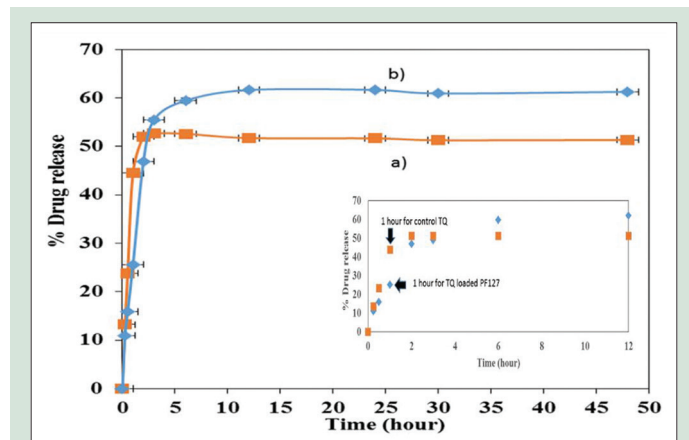 70
60
50
40
30
20
10
0
% Drug release
b)
a)
0 5 10 15 20 25 30 35 40 45 50
Time (hour)
70
60
50
40
30
20
10
0
% Drug release
1 hour for control TQ
1 hour for TQ loaded PF127
0 2 4 6 8 10 12
Time (hour)